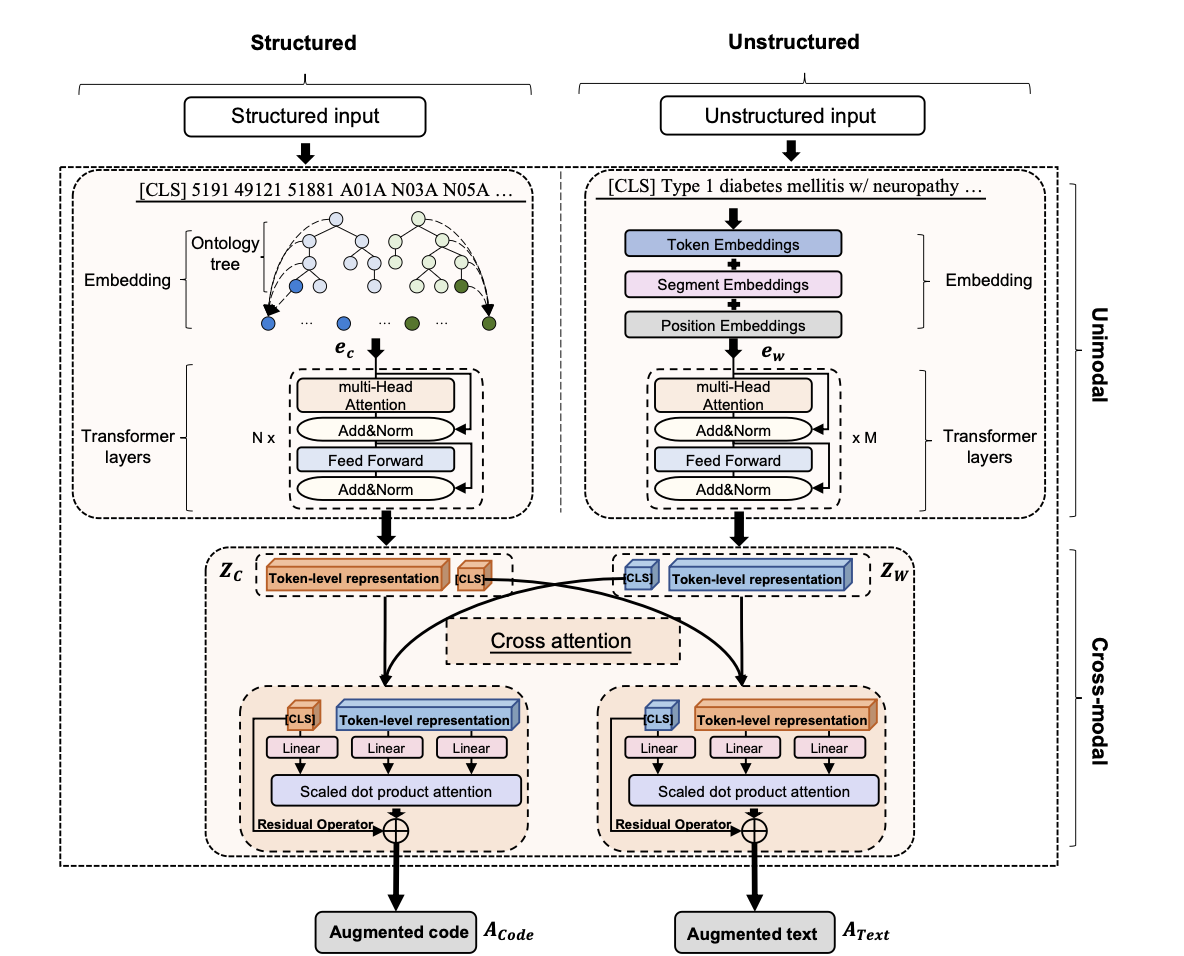 Structured
Unstructured
Structured input
Unstructured input
[CLS] 5191 49121 51881 A01A N03A N05A …
[CLS] Type 1 diabetes mellitis w/ neuropathy …
Ontology
tree
Embedding
… … …
Token Embeddings
+
Segment Embeddings
+
Position Embeddings
Embedding
Unimodal
e_c
e_w
Transformer
layers
N x
multi-Head
Attention
Add&Norm
Feed Forward
Add&Norm
multi-Head
Attention
Add&Norm
Feed Forward
Add&Norm
x M
Transformer
layers
Z_C
Token-level representation
[CLS]
[CLS]
Token-level representation
Z_W
Cross attention
Cross-modal
[CLS]
Token-level representation
Linear
Linear
Linear
Scaled dot product attention
Residual Operator
[CLS]
Token-level representation
Linear
Linear
Linear
Scaled dot product attention
Residual Operator
Augmented code
A_Code
Augmented text
A_Text